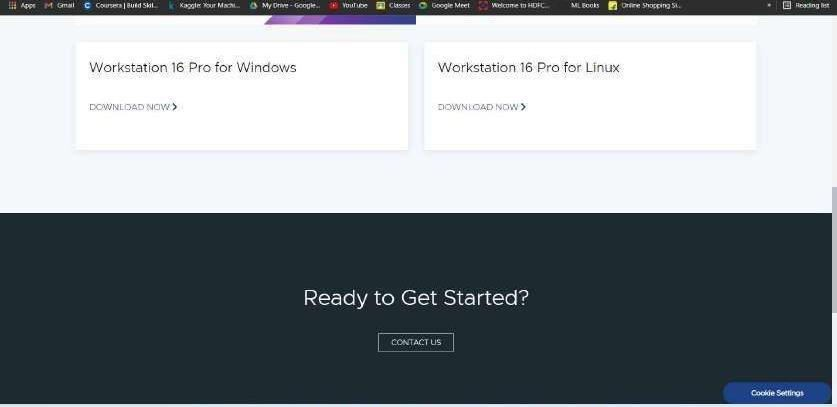 Apps Gmail Coursera | Build Skil... Kaggle: Your Machi... My Drive - Google... YouTube Classes Google Meet Welcome to HDFC... ML Books Online Shopping Si... » Reading list
Workstation 16 Pro for Windows
DOWNLOAD NOW
Workstation 16 Pro for Linux
DOWNLOAD NOW
Ready to Get Started?
CONTACT US
Cookie Settings